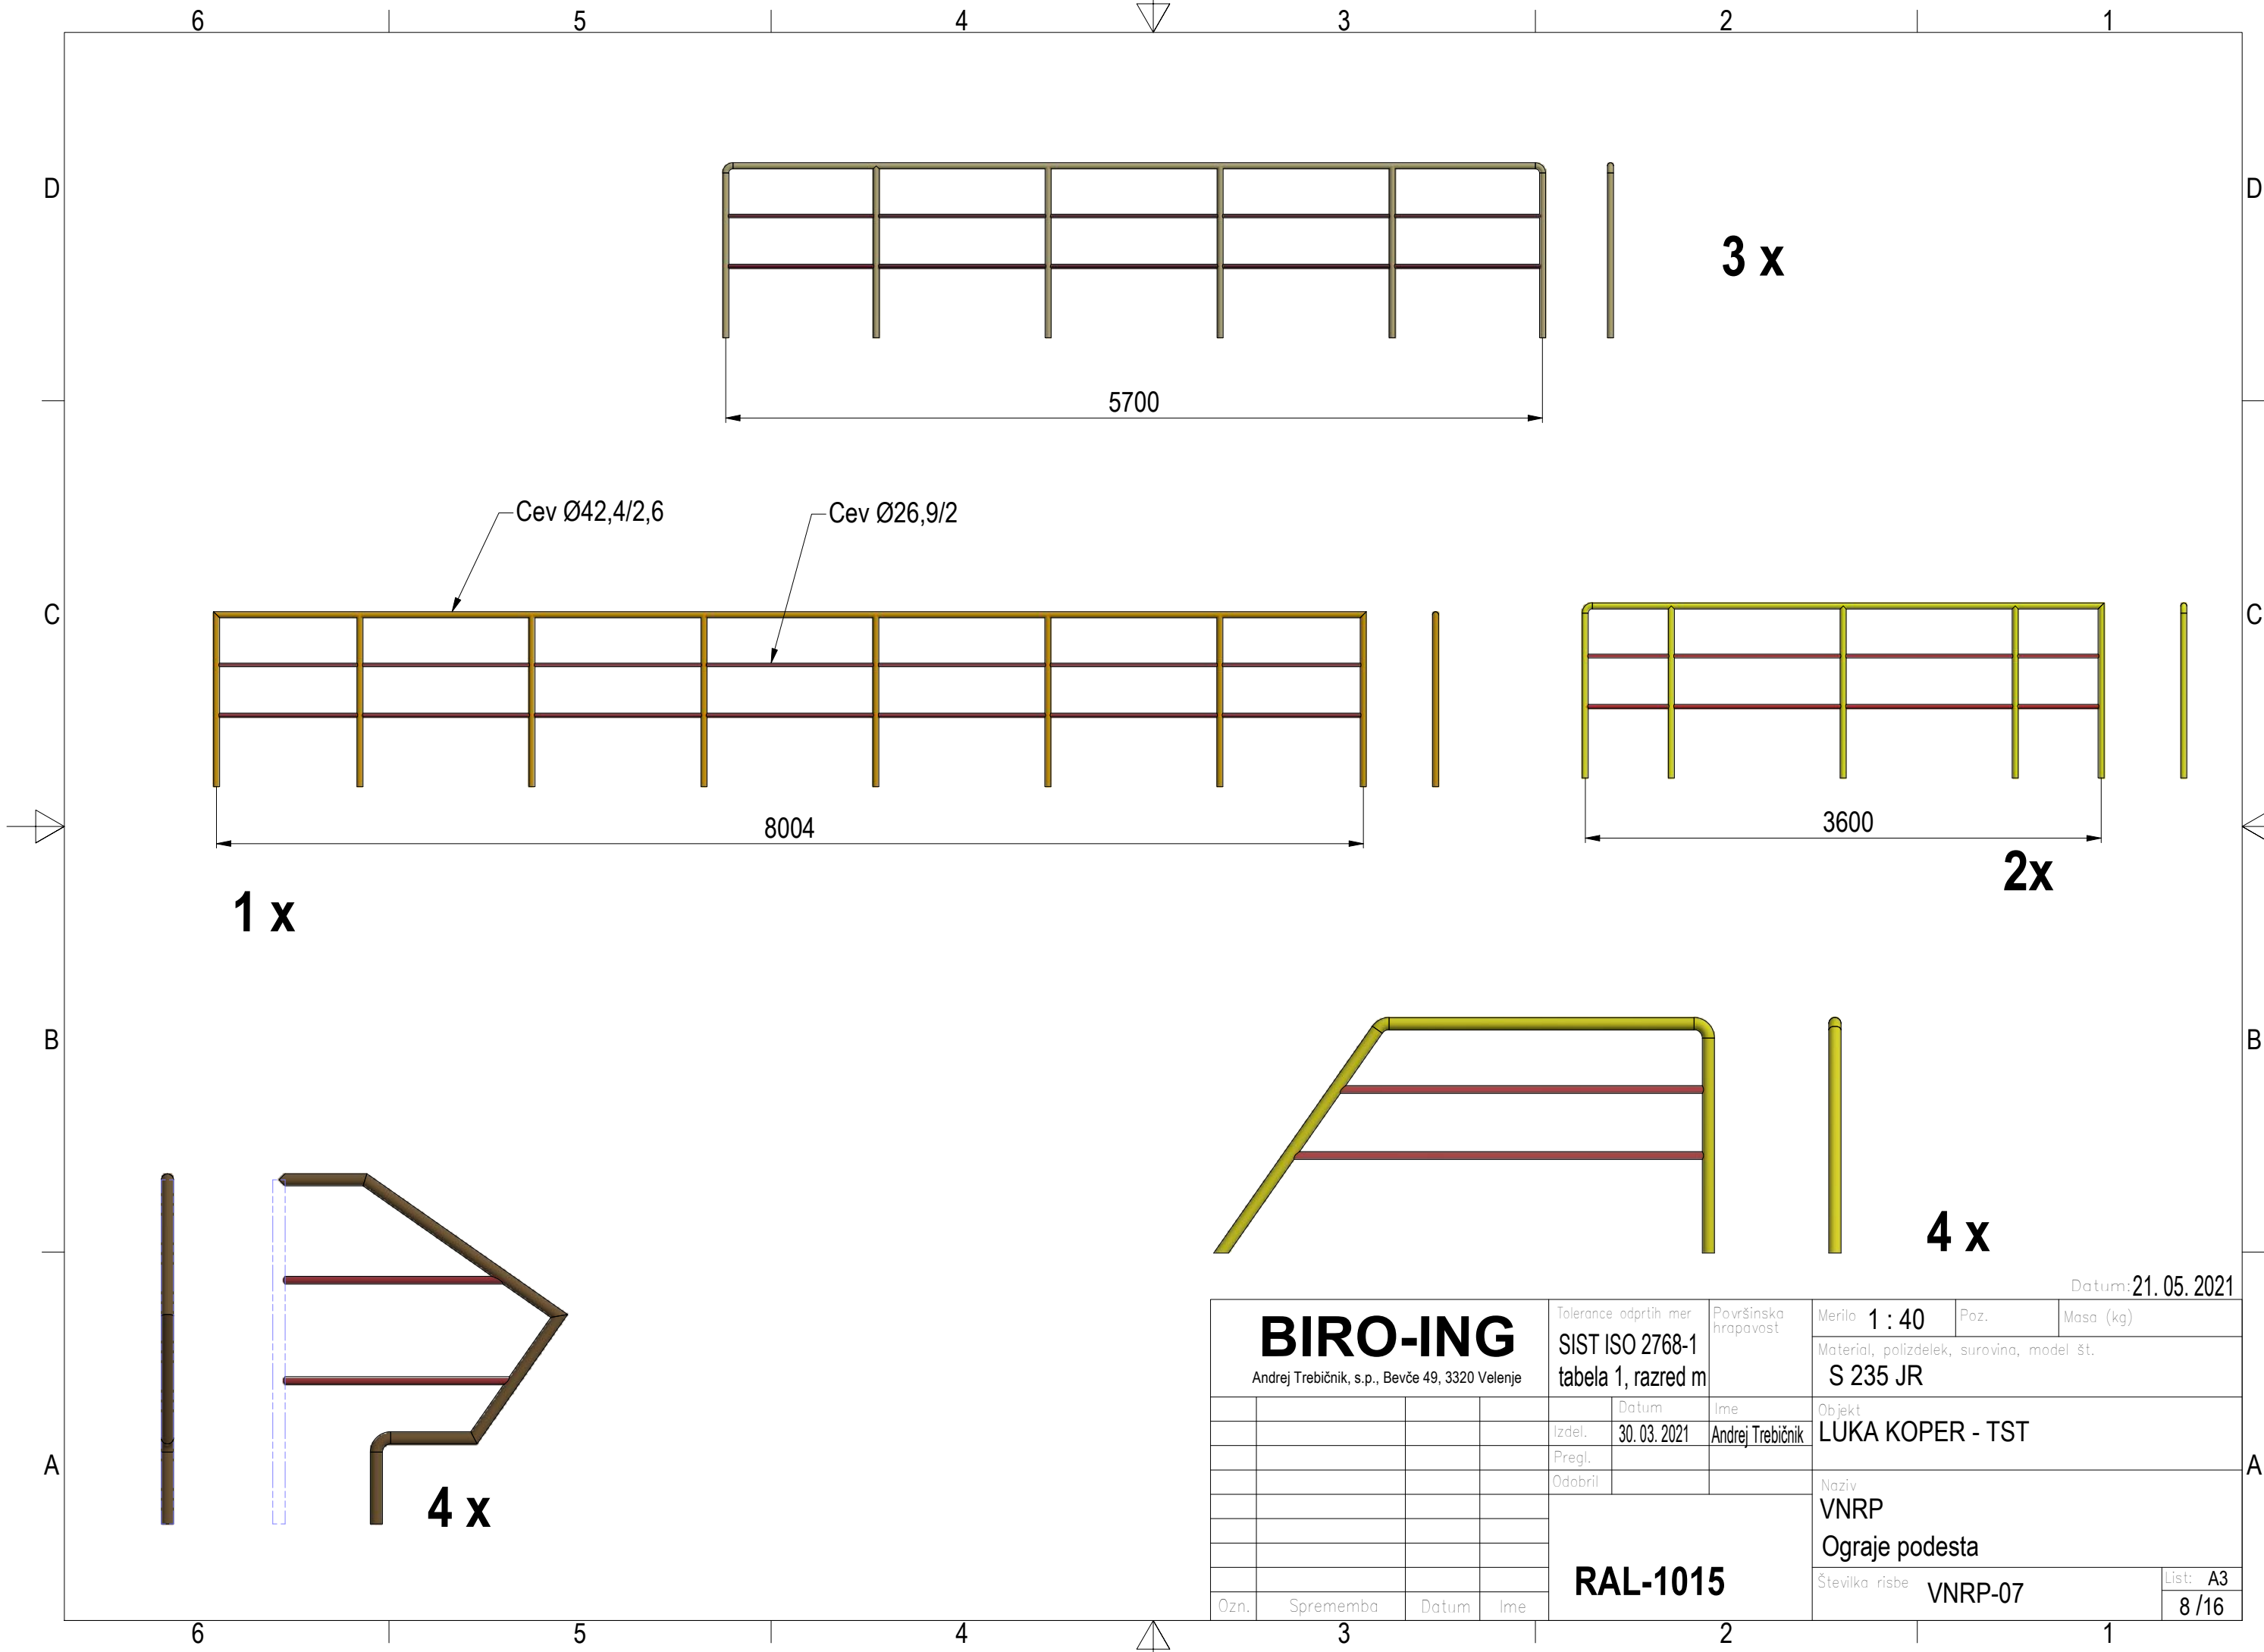 6 5 4 3 2 1
D D
3 x
5700
Cev Ø42,4/2,6
Cev Ø26,9/2
C C
8004
3600
2x
1 x
B B
4 x
4 x
A A
Datum: 21. 05. 2021
BIRO-ING
Andrej Trebičnik, s.p., Bevče 49, 3320 Velenje
Tolerance odprtih mer
SIST ISO 2768-1
tabela 1, razred m
Površinska
hrapavost
Merilo 1 : 40
Poz.
Masa (kg)
Material, polizdelek, surovina, model št.
S 235 JR
Datum Ime
Izdel. 30. 03. 2021 Andrej Trebičnik
Pregl.
Odobril
Objekt
LUKA KOPER - TST
Naziv
VNRP
Ograje podesta
RAL-1015
Številka risbe VNRP-07
List: A3
8 /16
Ozn. Sprememba Datum Ime
6 5 4 3 2 1